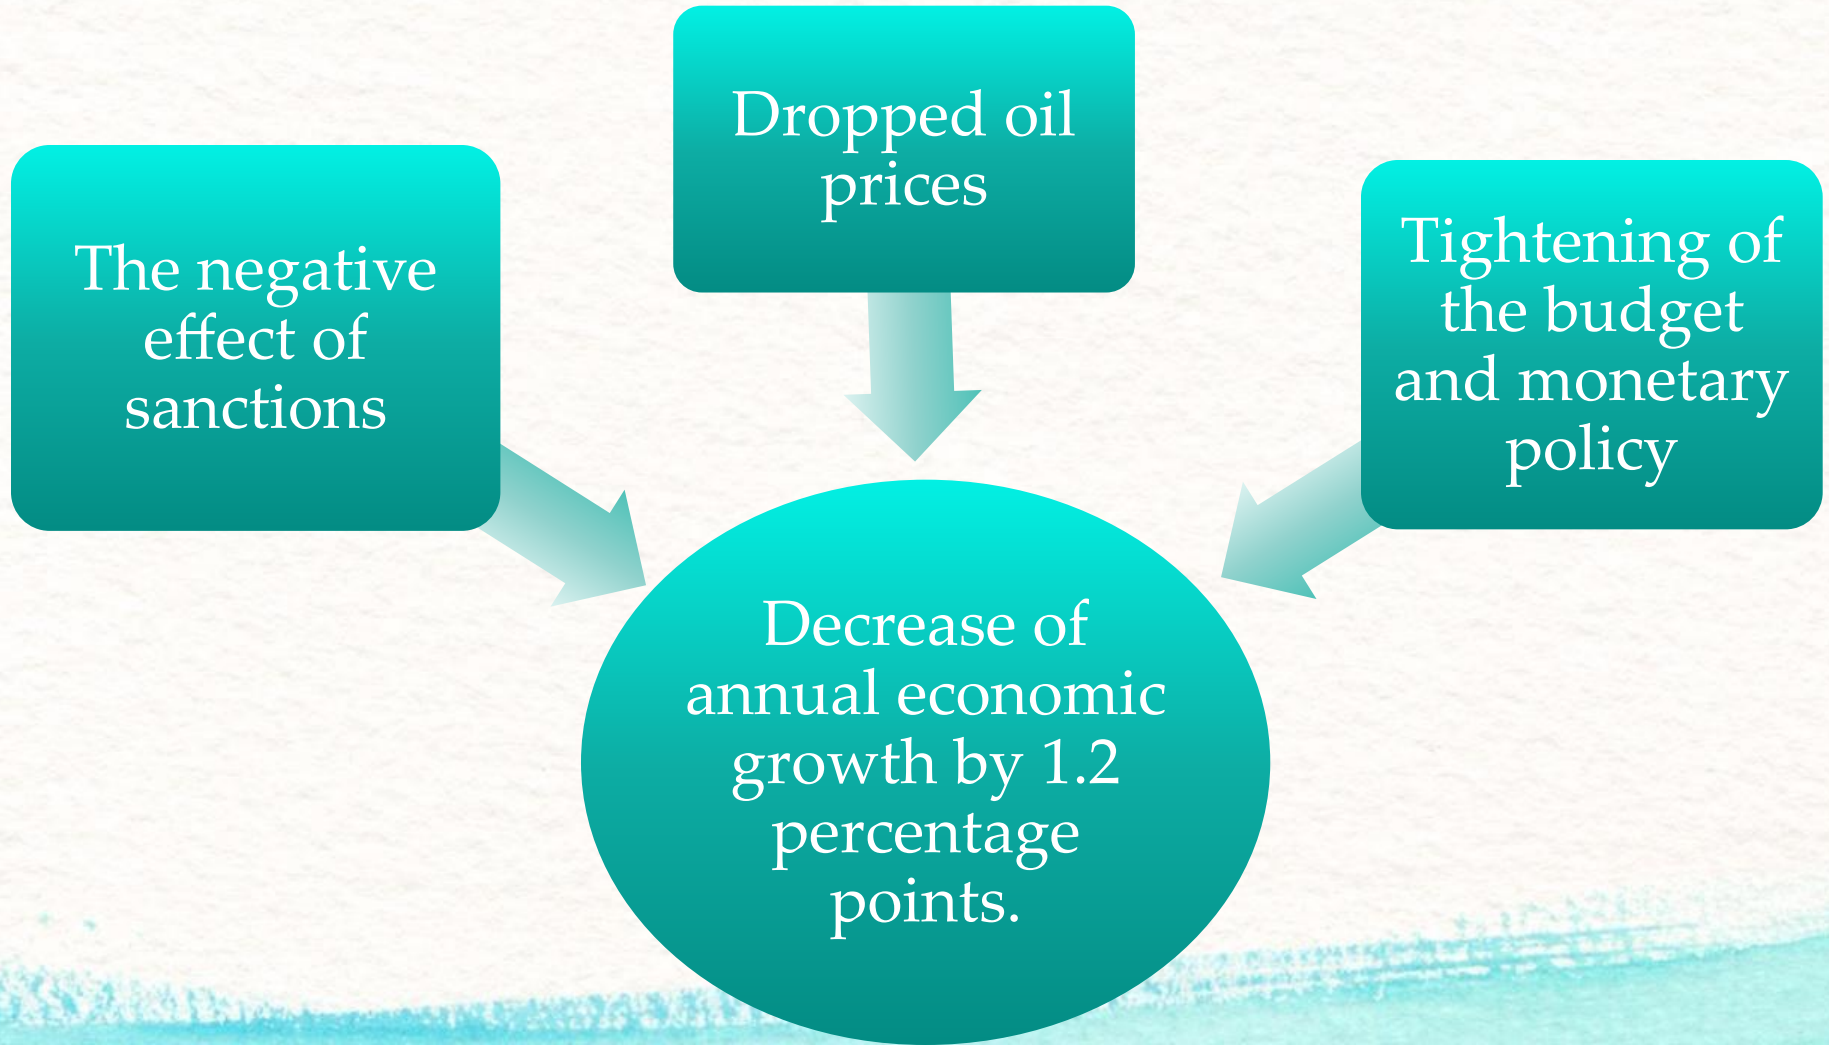 Dropped oil
prices
The negative
effect of
sanctions
Tightening of
the budget
and monetary
policy
Decrease of
annual economic
growth by 1.2
percentage
points.